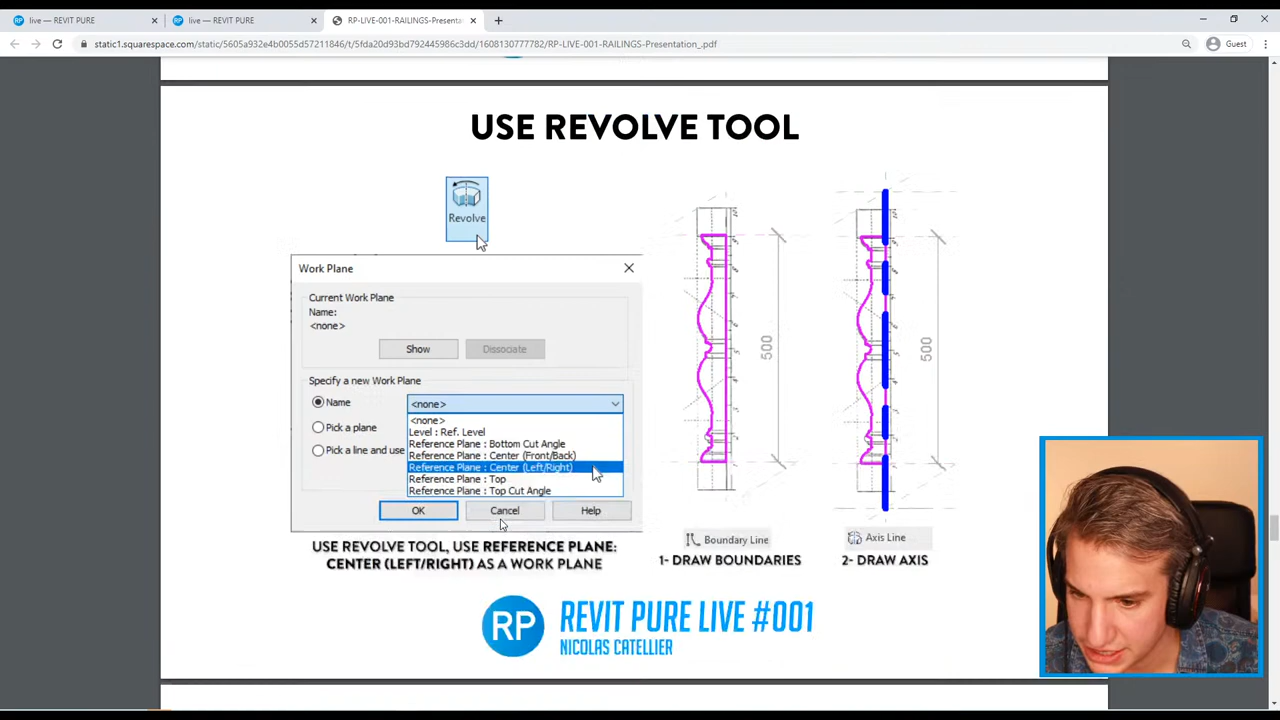 live — REVIT PURE
live — REVIT PURE
RP-LIVE-001-RAILINGS-Presentat
static1.squarespace.com/static/5605a932e4b0055d57211846/t/5fda20d93bd792445986c3dd/1608130777782/RP-LIVE-001-RAILINGS-Presentation_.pdf
Guest
USE REVOLVE TOOL
Revolve
Work Plane
Current Work Plane
Name:
<none>
Show
Dissociate
Specify a new Work Plane
Name
<none>
<none>
Pick a plane
Level : Ref. Level
Reference Plane : Bottom Cut Angle
Pick a line and use
Reference Plane : Center (Front/Back)
Reference Plane : Center (Left/Right)
Reference Plane : Top
Reference Plane : Top Cut Angle
OK
Cancel
Help
USE REVOLVE TOOL, USE REFERENCE PLANE:
CENTER (LEFT/RIGHT) AS A WORK PLANE
500
Boundary Line
1- DRAW BOUNDARIES
500
Axis Line
2- DRAW AXIS
RP
REVIT PURE LIVE #001
NICOLAS CATELLIER